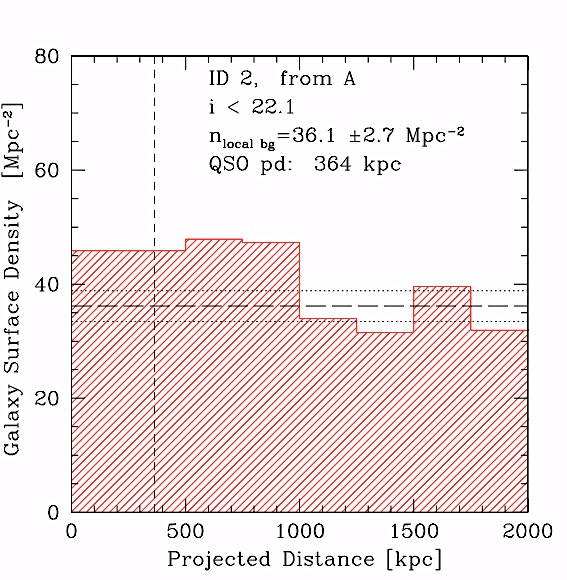 80
60
40
20
0
Galaxy Surface Density [Mpc⁻²]
ID 2, from A
i < 22.1
n_local bg=36.1 ±2.7 Mpc⁻²
QSO pd: 364 kpc
0 500 1000 1500 2000
Projected Distance [kpc]